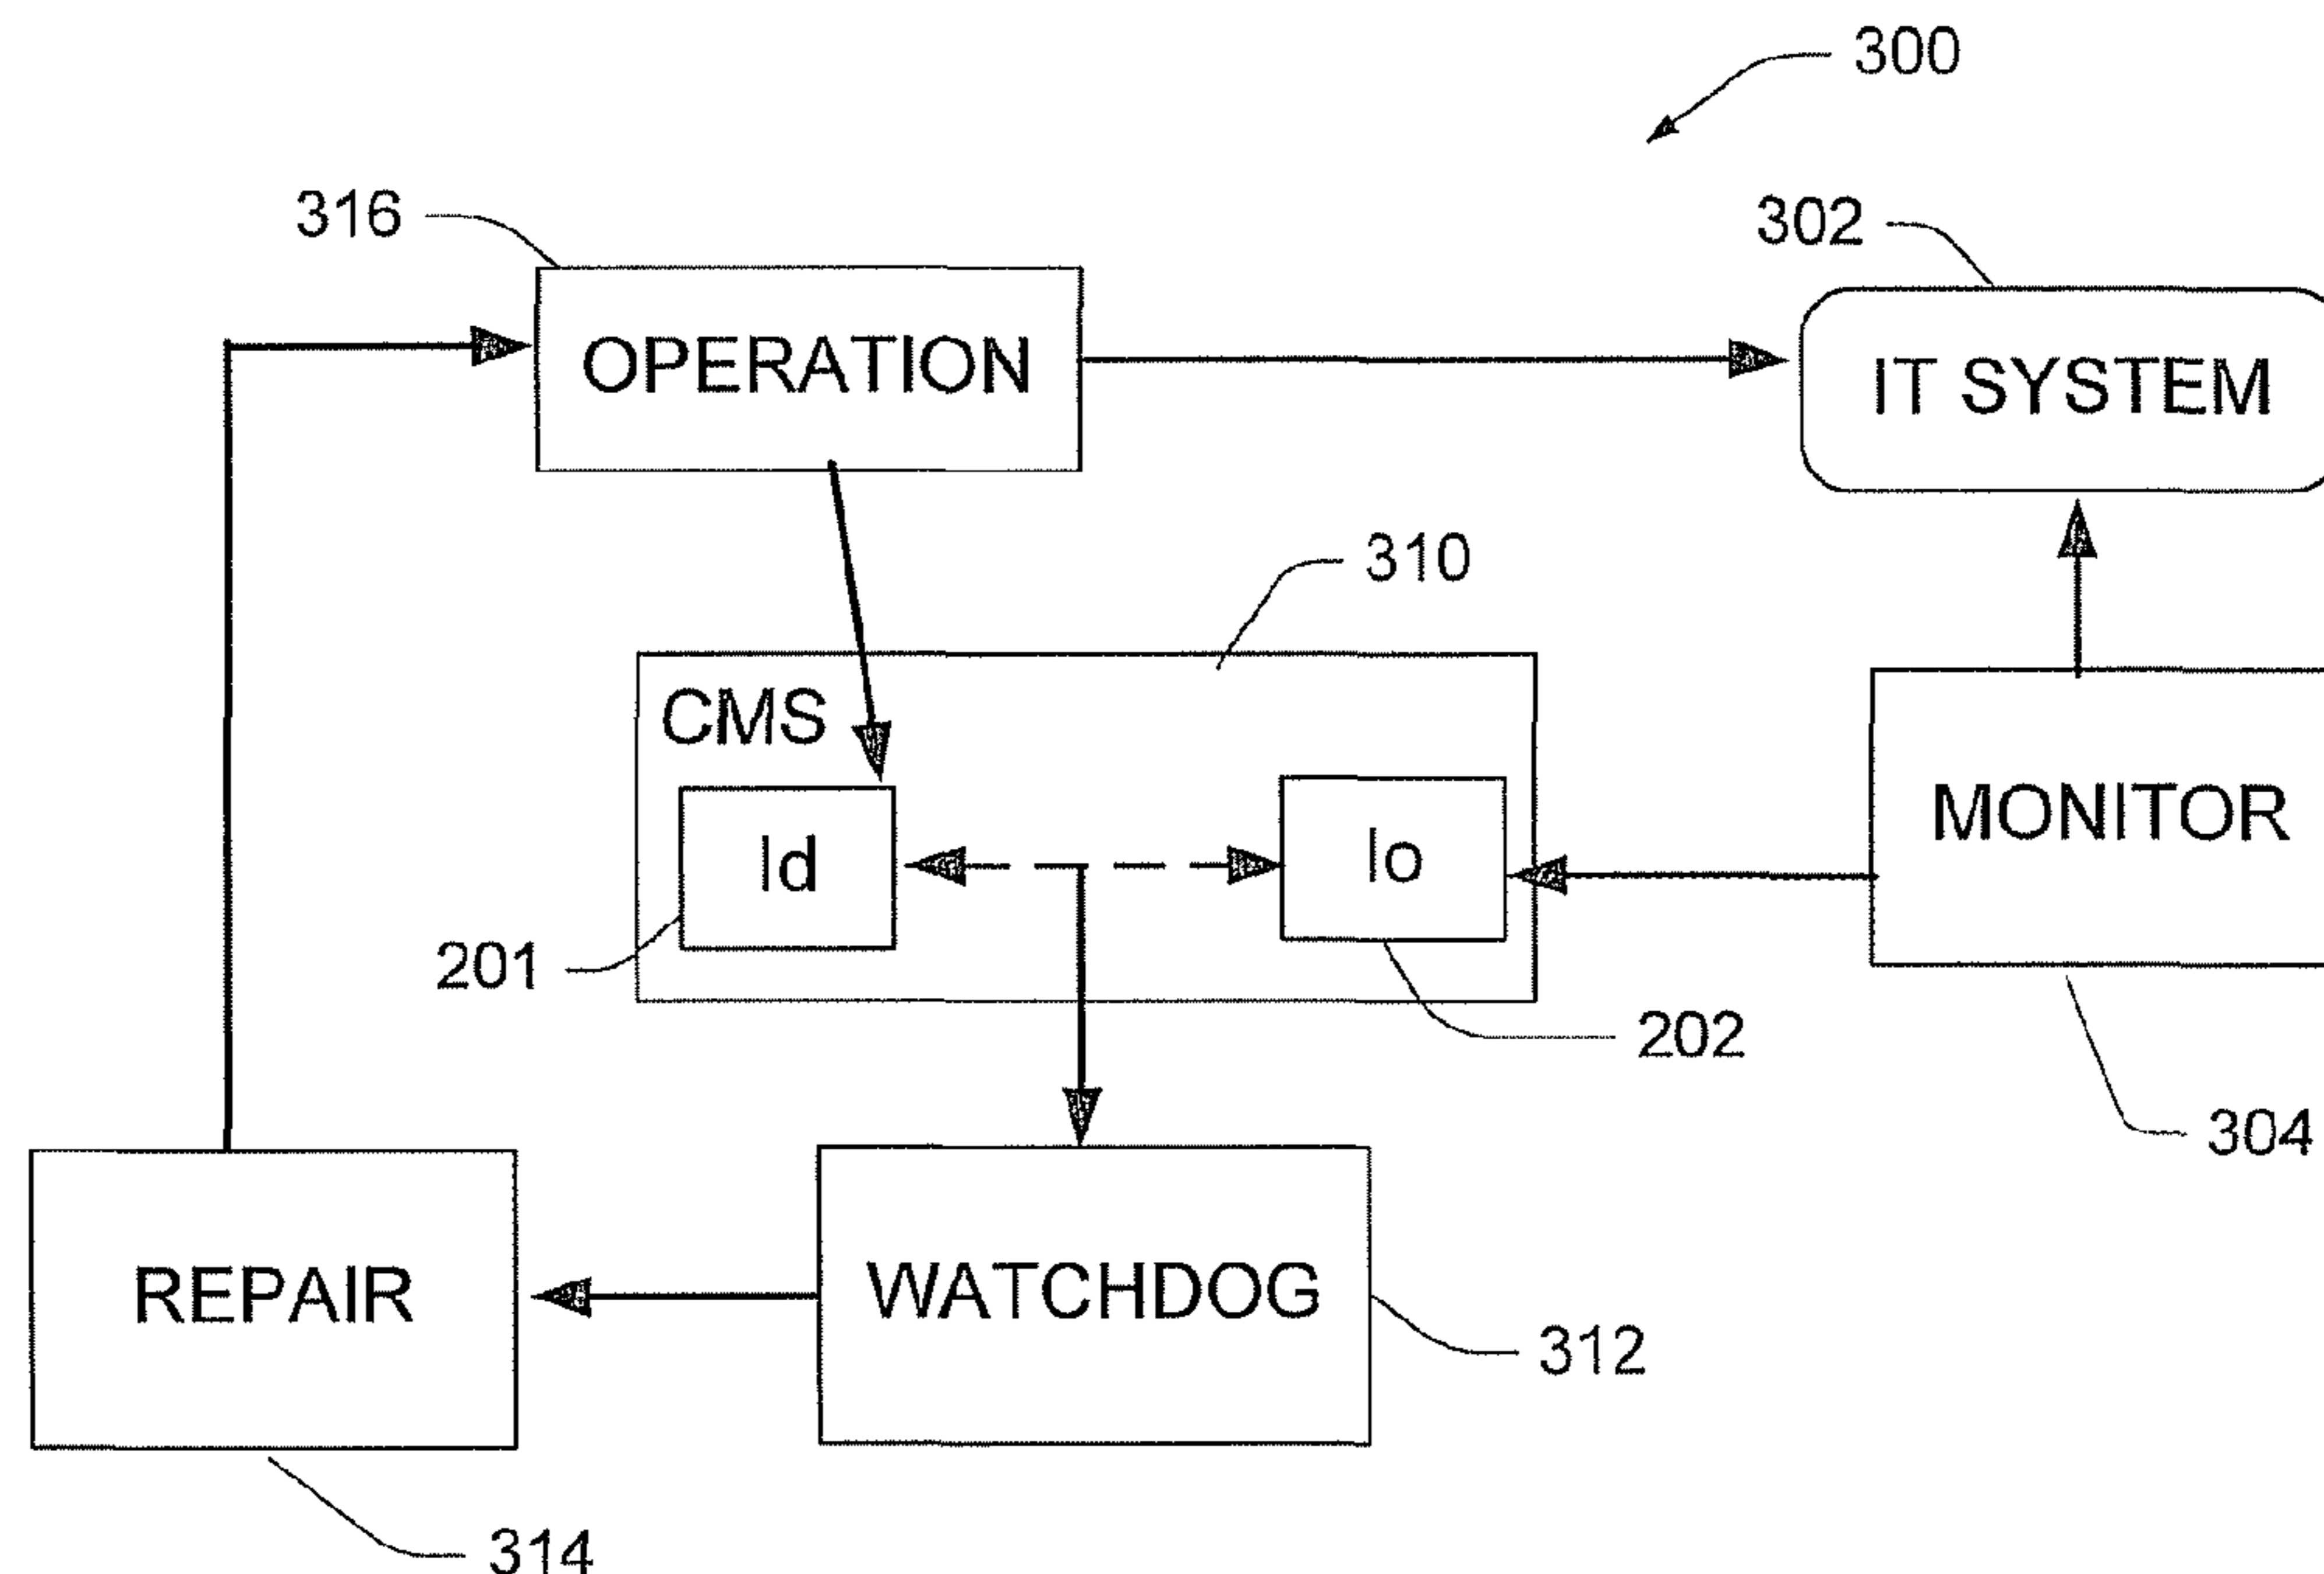 300
316
302
OPERATION
IT SYSTEM
310
CMS
MONITOR
Id
Io
201
202
304
REPAIR
WATCHDOG
312
314